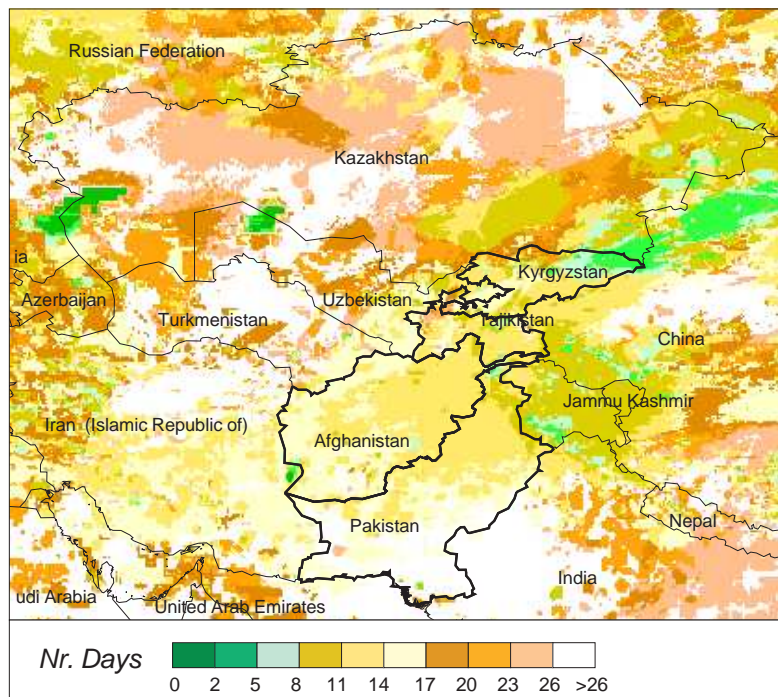 Russian Federation
Kazakhstan
ia
Kyrgyzstan
Azerbaijan
Uzbekistan
Turkmenistan
Tajikistan
China
Jammu Kashmir
Iran (Islamic Republic of)
Afghanistan
Pakistan
Nepal
India
udi Arabia
United Arab Emirates
Nr. Days
0 2 5 8 11 14 17 20 23 26 >26